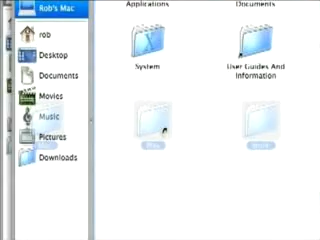 Rob's Mac
Applications
Documents
rob
Desktop
Documents
Movies
Music
Pictures
Downloads
System
User Guides And
Information